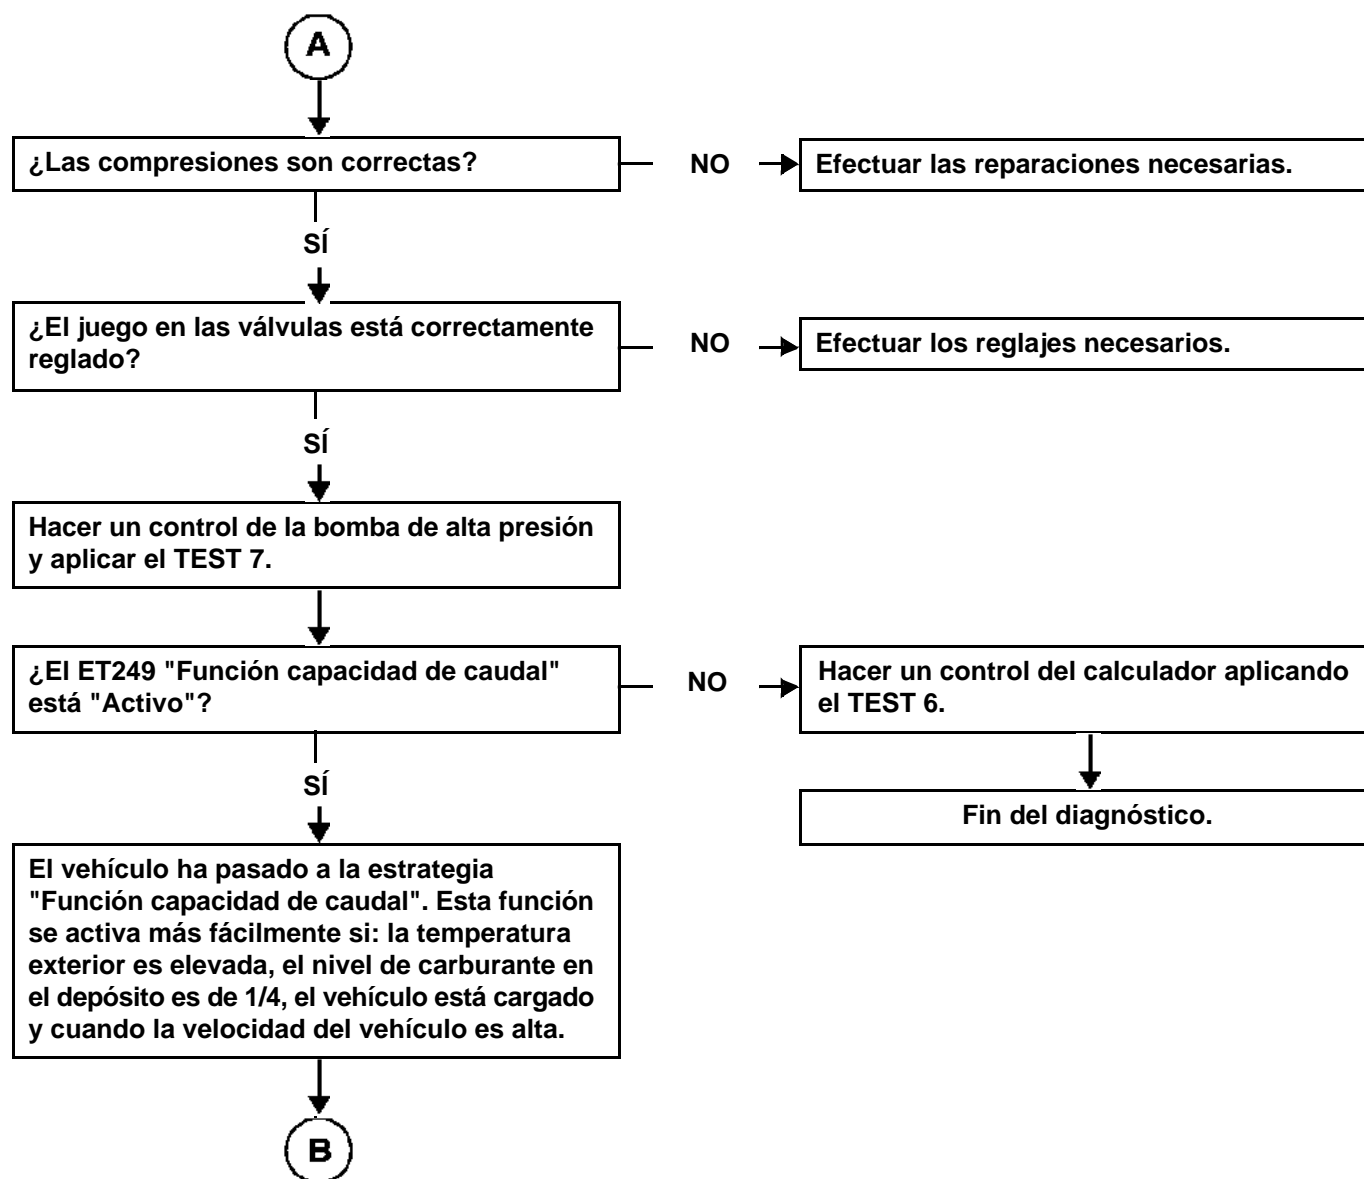 A
¿Las compresiones son correctas?
NO
Efectuar las reparaciones necesarias.
SÍ
¿El juego en las válvulas está correctamente
reglado?
NO
Efectuar los reglajes necesarios.
SÍ
Hacer un control de la bomba de alta presión
y aplicar el TEST 7.
¿El ET249 "Función capacidad de caudal"
está "Activo"?
NO
Hacer un control del calculador aplicando
el TEST 6.
SÍ
Fin del diagnóstico.
El vehículo ha pasado a la estrategia
"Función capacidad de caudal". Esta función
se activa más fácilmente si: la temperatura
exterior es elevada, el nivel de carburante en
el depósito es de 1/4, el vehículo está cargado
y cuando la velocidad del vehículo es alta.
B